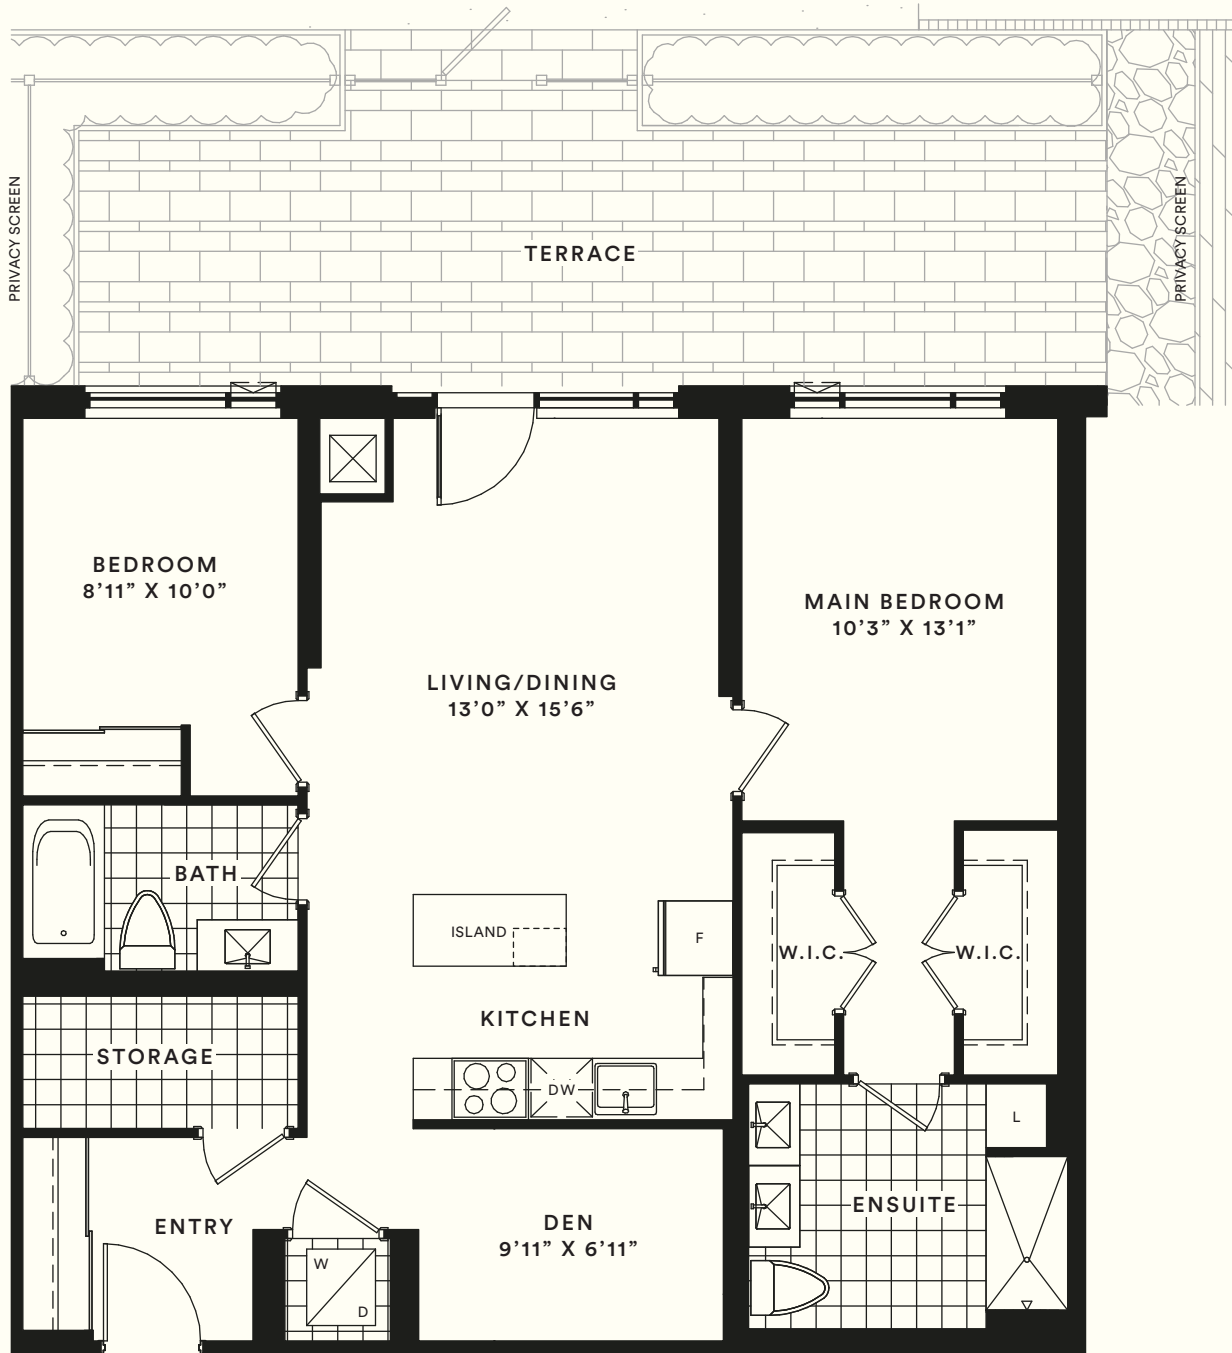 PRIVACY SCREEN
PRIVACY SCREEN
TERRACE
BEDROOM
8’11” X 10’0”
MAIN BEDROOM
10’3” X 13’1”
LIVING/DINING
13’0” X 15’6”
BATH
ISLAND
F
W.I.C.
W.I.C.
KITCHEN
STORAGE
DW
L
ENTRY
ENSUITE
DEN
9’11” X 6’11”
W
D